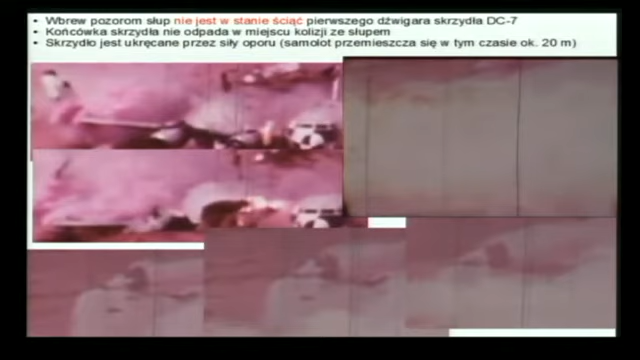 • Wbrew pozorom słup nie jest w stanie ściąć pierwszego dźwigara skrzydła DC-7
• Końcówka skrzydła nie odpada w miejscu kolizji ze słupem
• Skrzydło jest ukręcane przez siły oporu (samolot przemieszcza się w tym czasie ok. 20 m)